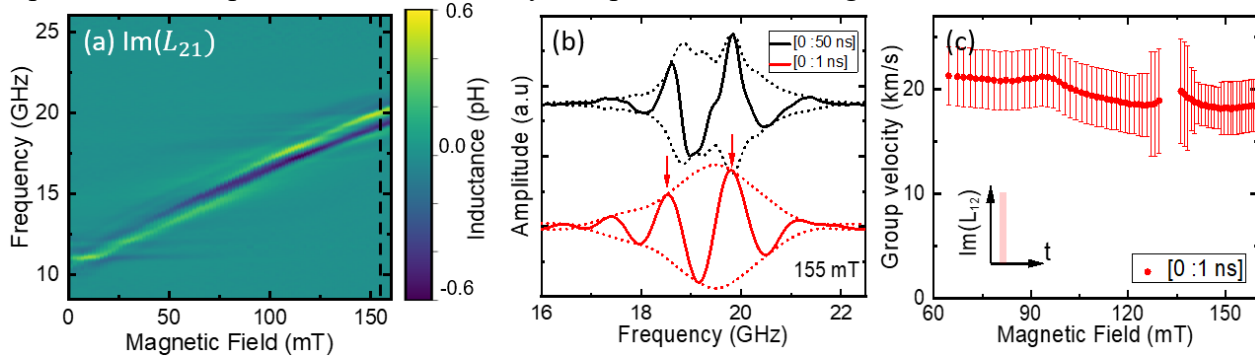 (a) Im(L₂₁)
Frequency (GHz)
25
20
15
10
0
50
100
150
Magnetic Field (mT)
0.6
0.0
-0.6
Inductance (pH)
(b)
[0 :50 ns]
[0 :1 ns]
Amplitude (a.u)
155 mT
16
18
20
22
Frequency (GHz)
(c)
Group velocity (km/s)
30
20
10
0
Im(L₁₂)
t
[0 :1 ns]
60
90
120
150
Magnetic Field (mT)